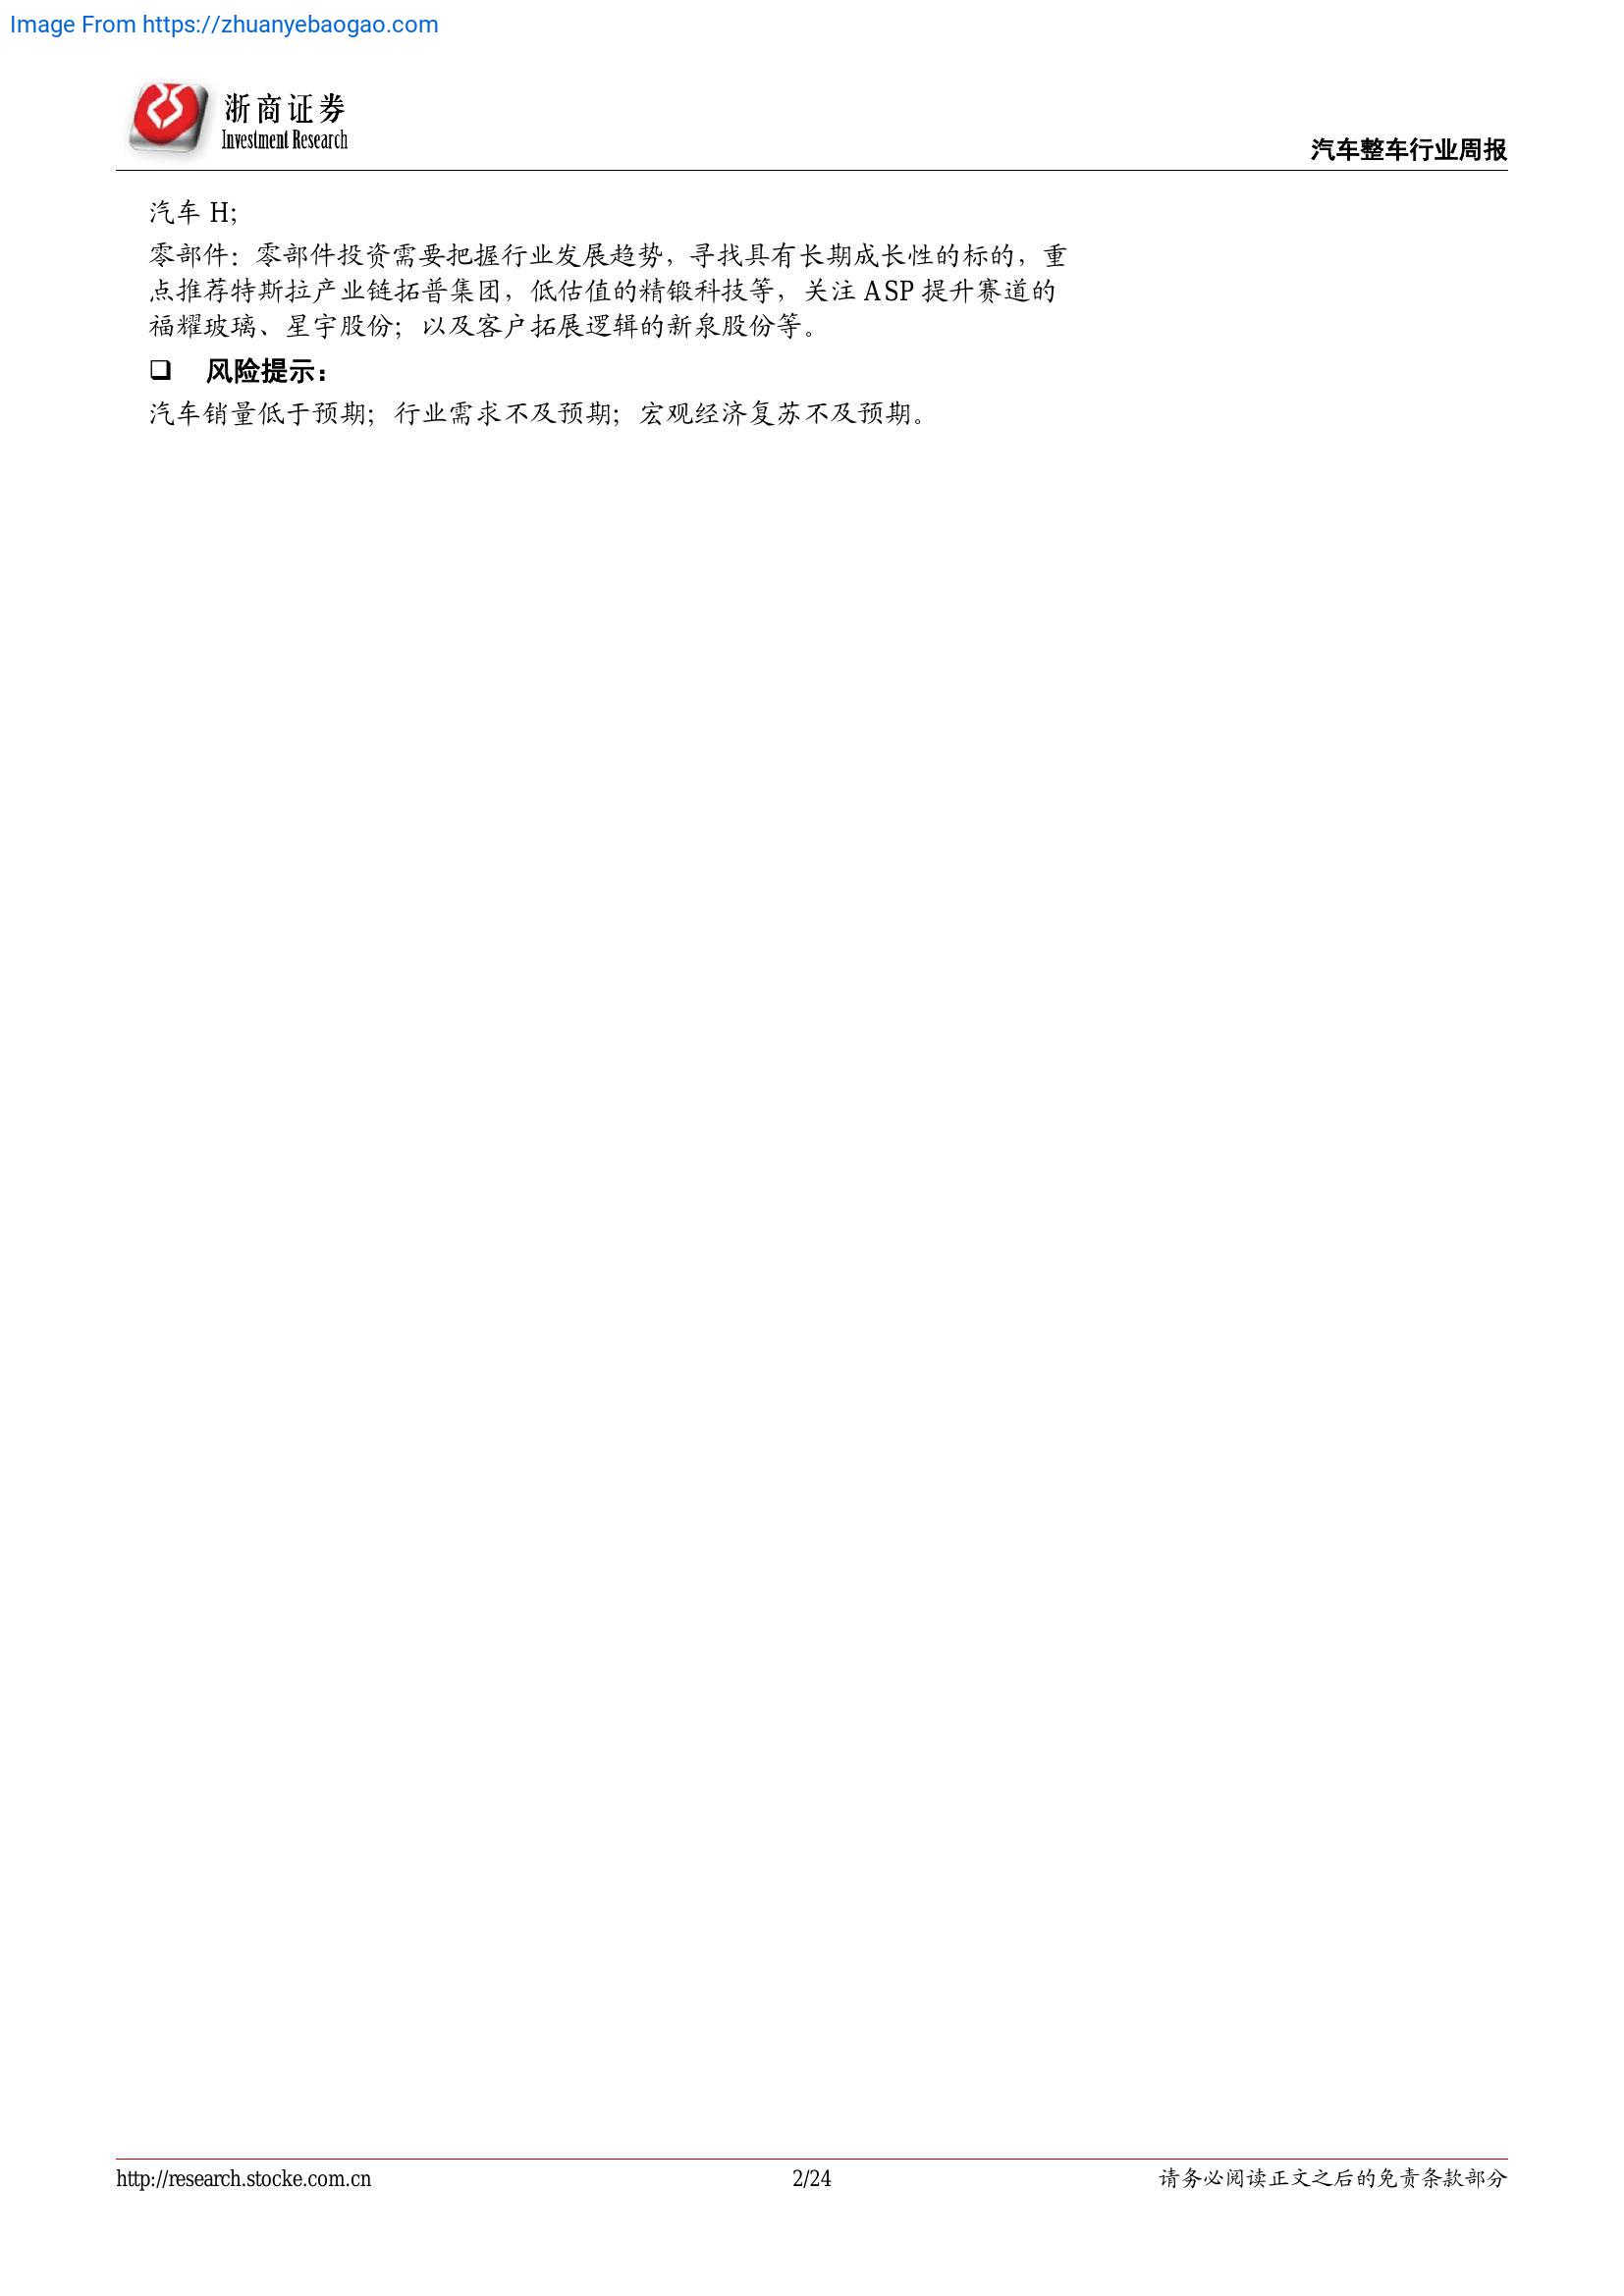 Image From https://zhuanyebaogao.com
浙商证券
Investment Research
汽车整车行业周报
汽车 H;
零部件：零部件投资需要把握行业发展趋势，寻找具有长期成长性的标的，重
点推荐特斯拉产业链拓普集团，低估值的精锻科技等，关注 ASP 提升赛道的
福耀玻璃、星宇股份；以及客户拓展逻辑的新泉股份等。
❑ 风险提示：
汽车销量低于预期；行业需求不及预期；宏观经济复苏不及预期。
http://research.stocke.com.cn
2/24
请务必阅读正文之后的免责条款部分